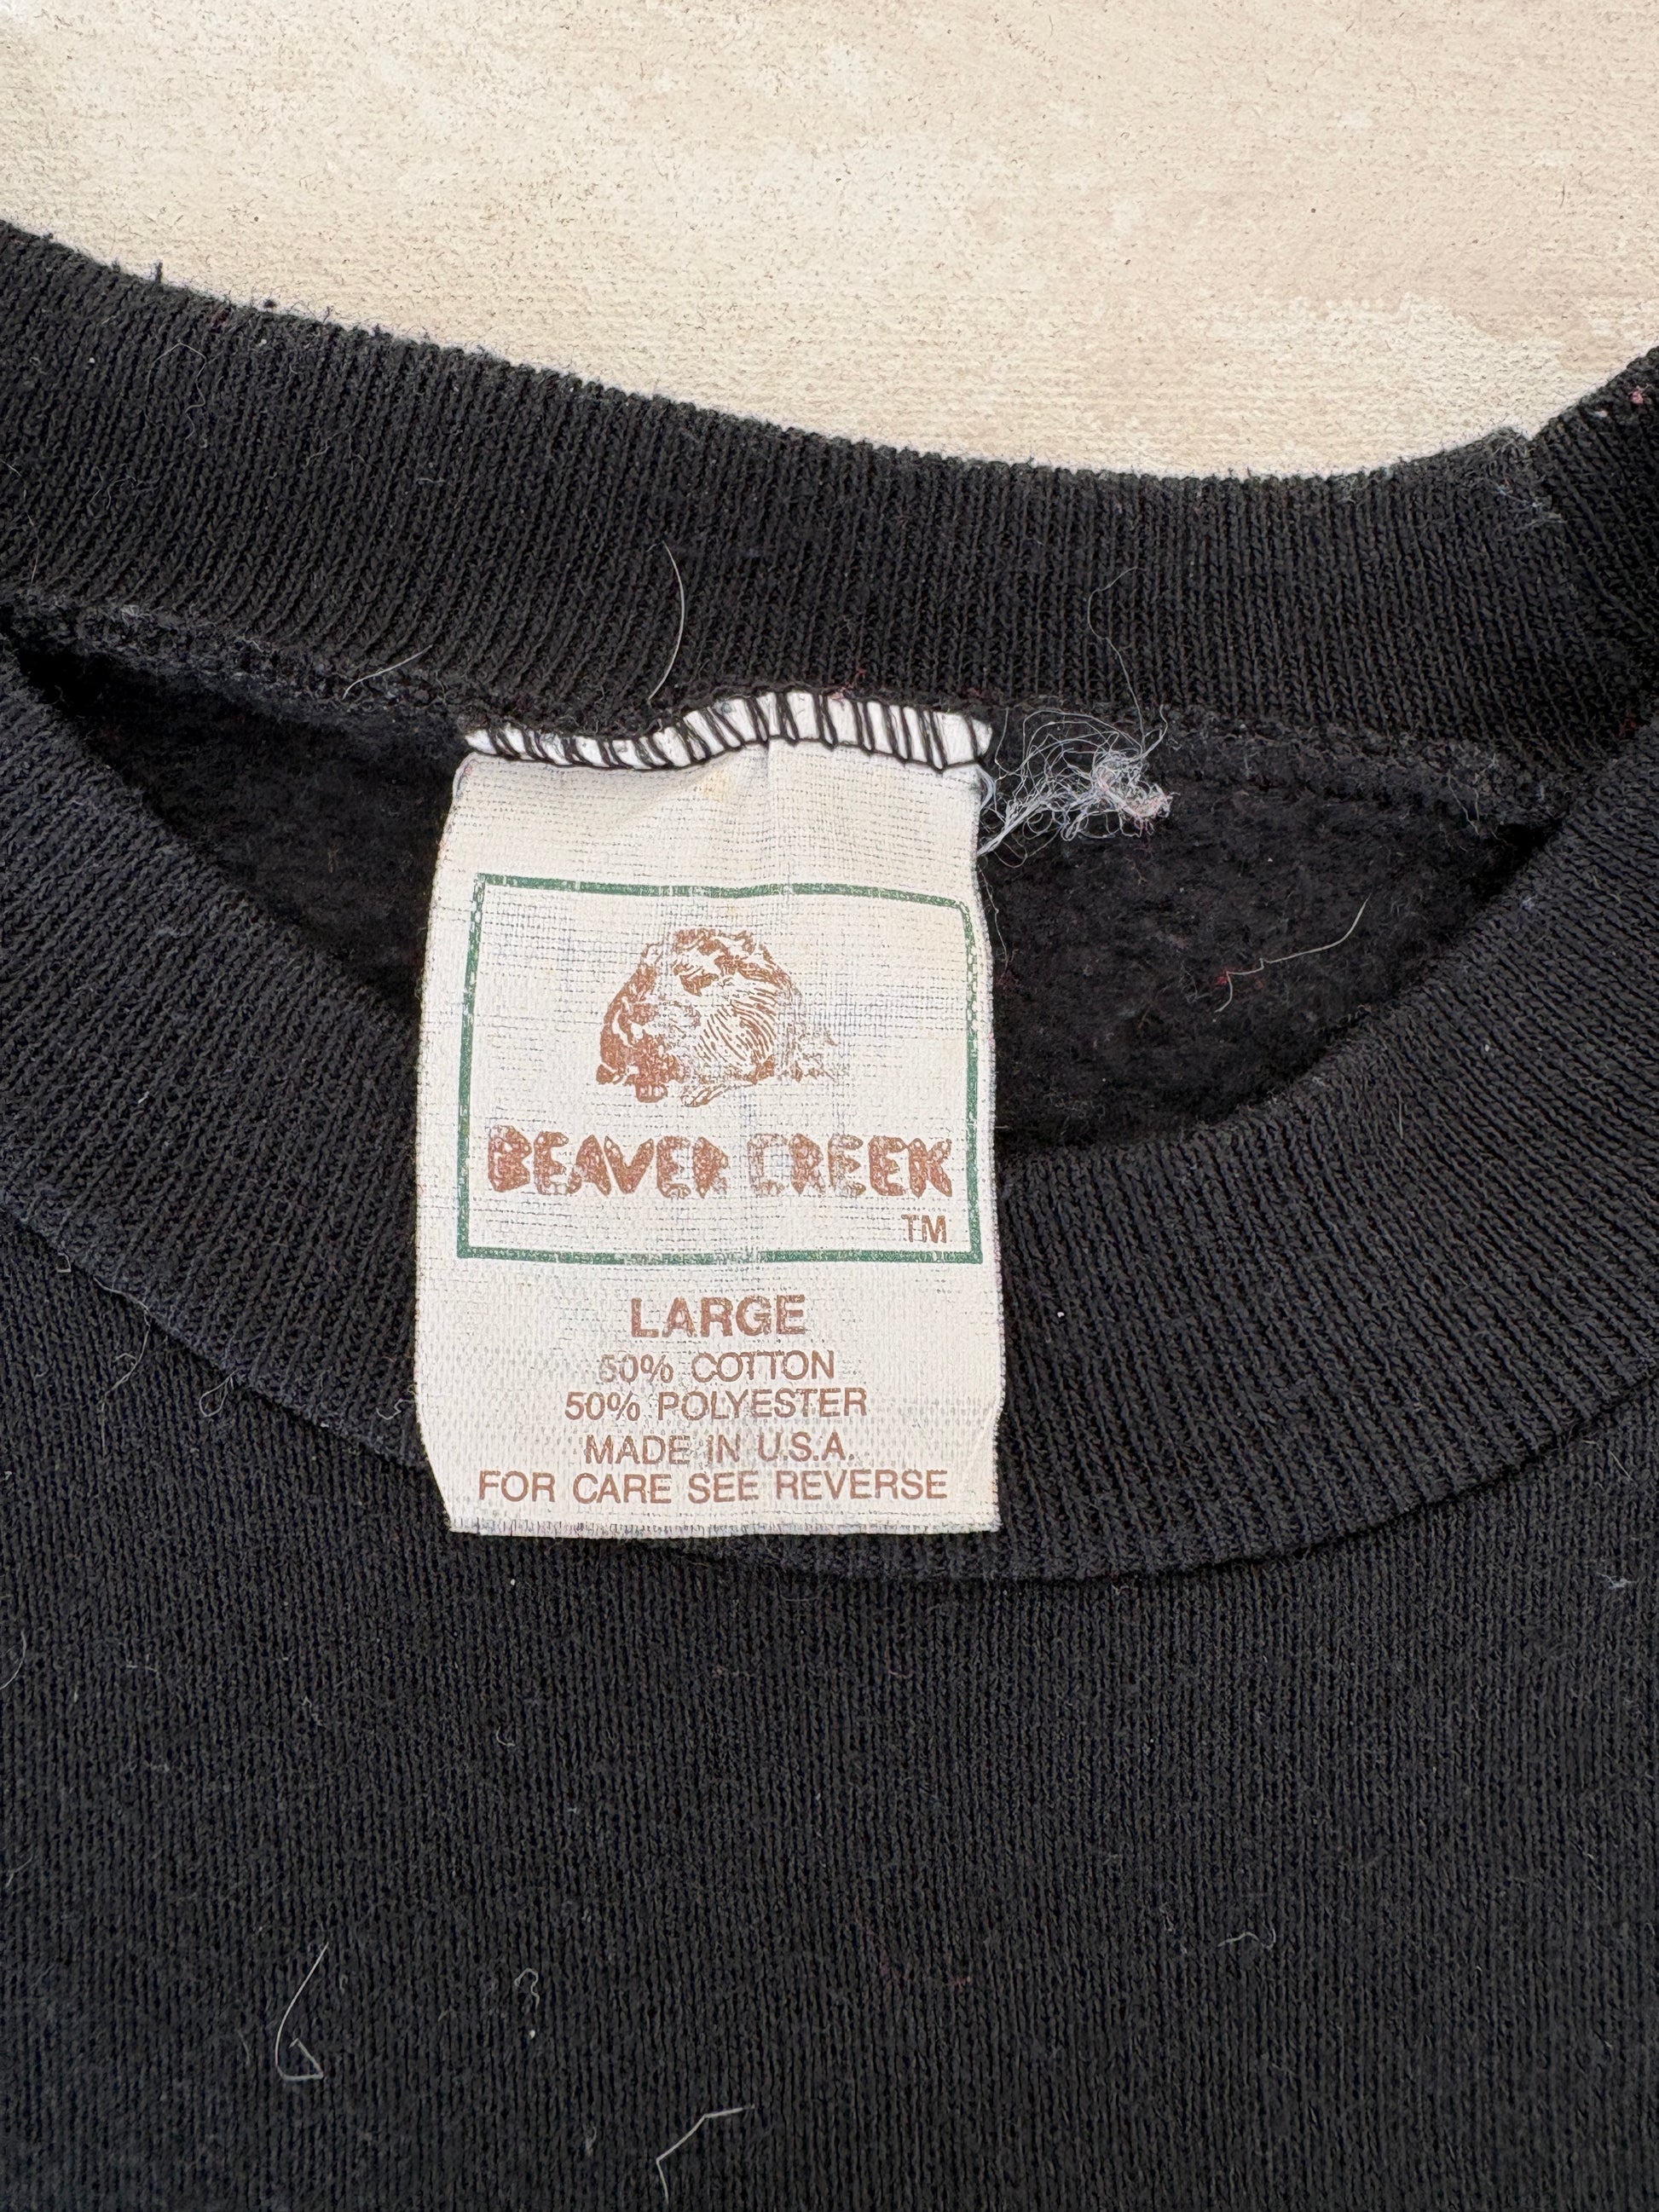 BEAVER CREEK
TM
LARGE
50% COTTON
50% POLYESTER
MADE IN U.S.A.
FOR CARE SEE REVERSE